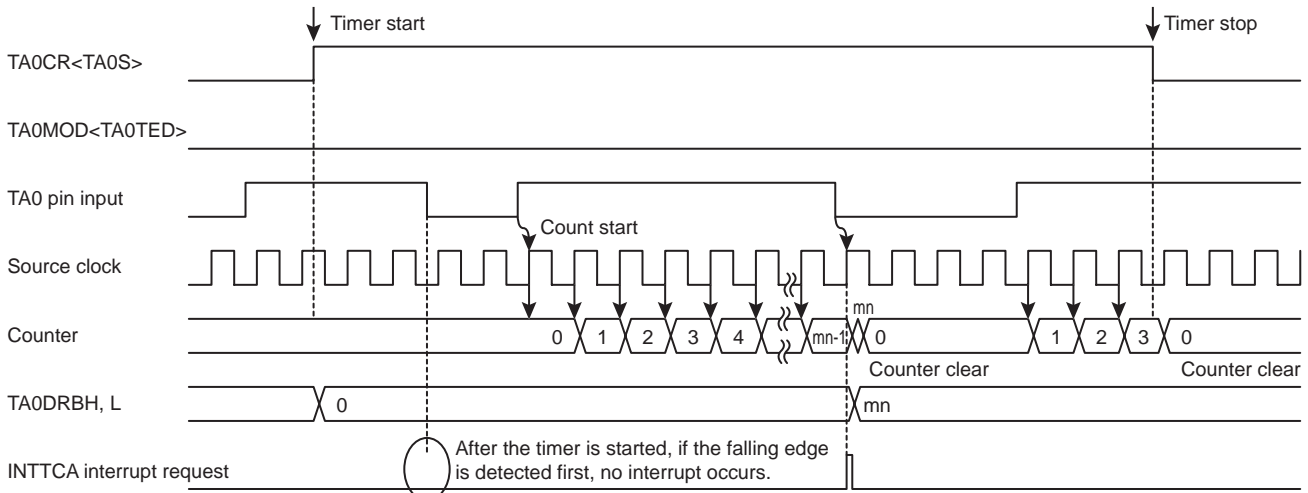 Timer start
Timer stop
TA0CR<TA0S>
TA0MOD<TA0TED>
TA0 pin input
Count start
Source clock
mn
Counter
0 1 2 3 4 mn-1 0 1 2 3 0
Counter clear
Counter clear
TA0DRBH, L
0
mn
After the timer is started, if the falling edge
is detected first, no interrupt occurs.
INTTCA interrupt request